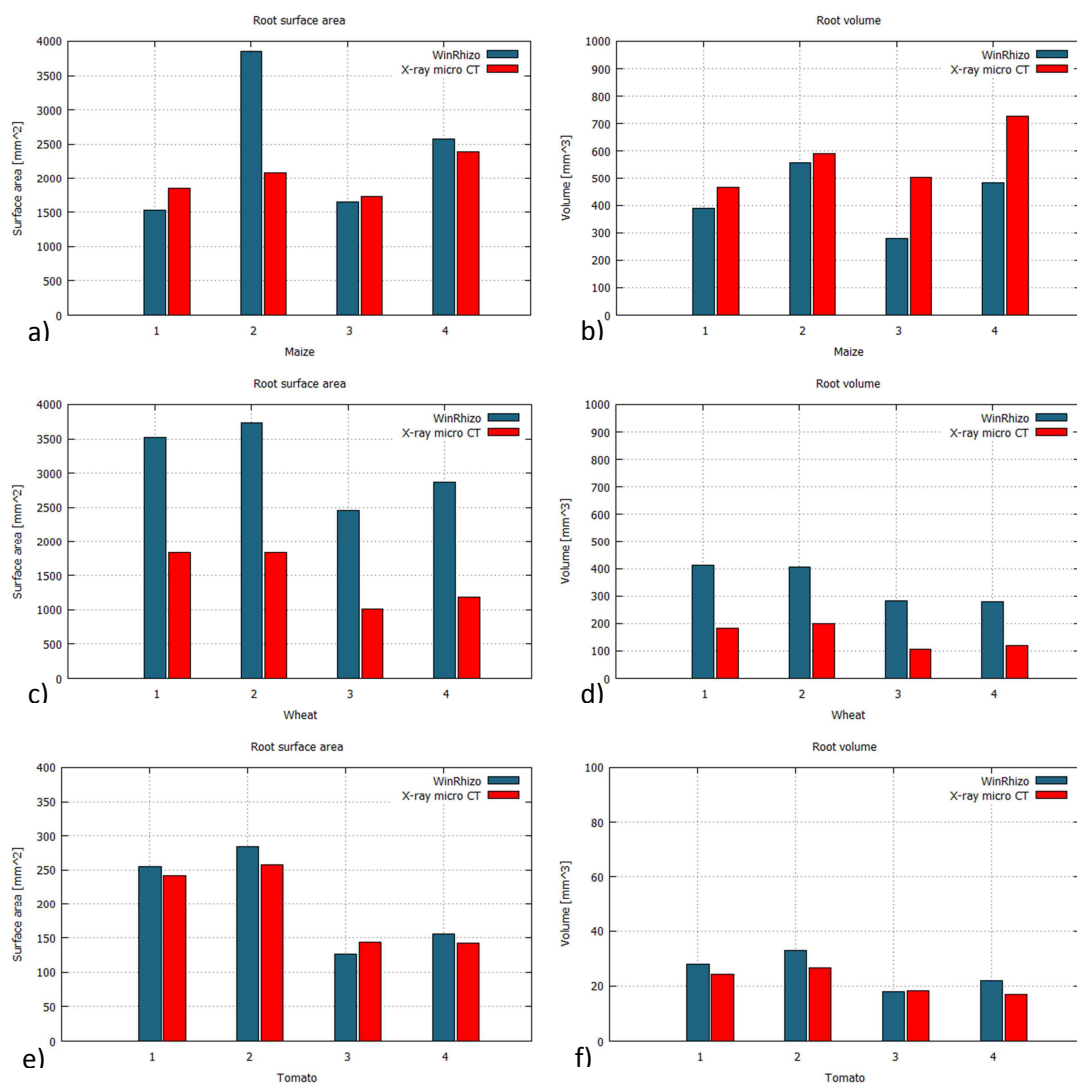 Root surface area
4000
3500
3000
2500
2000
1500
1000
500
0
Surface area [mm^2]
WinRhizo
X-ray micro CT
1 2 3 4
Maize
a)
Root volume
1000
900
800
700
600
500
400
300
200
100
0
Volume [mm^3]
WinRhizo
X-ray micro CT
1 2 3 4
Maize
b)
Root surface area
4000
3500
3000
2500
2000
1500
1000
500
0
Surface area [mm^2]
WinRhizo
X-ray micro CT
1 2 3 4
Wheat
c)
Root volume
1000
900
800
700
600
500
400
300
200
100
0
Volume [mm^3]
WinRhizo
X-ray micro CT
1 2 3 4
Wheat
d)
Root surface area
400
350
300
250
200
150
100
50
0
Surface area [mm^2]
WinRhizo
X-ray micro CT
1 2 3 4
Tomato
e)
Root volume
100
80
60
40
20
0
Volume [mm^3]
WinRhizo
X-ray micro CT
1 2 3 4
Tomato
f)